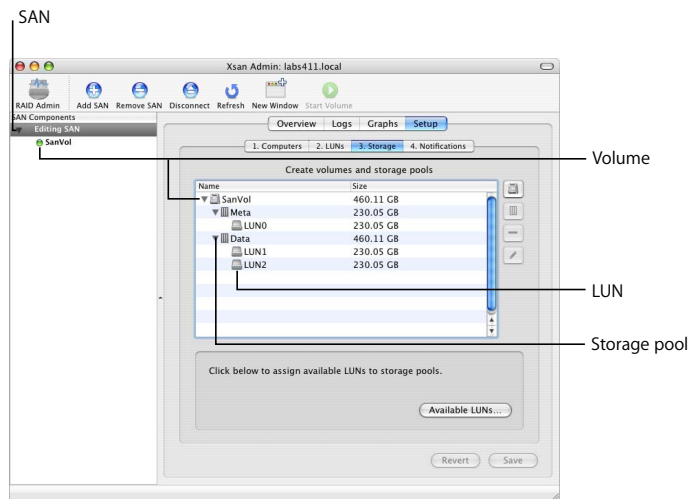 SAN
Xsan Admin: labs411.local
RAID Admin Add SAN Remove SAN Disconnect Refresh New Window Start Volume
SAN Components
Editing SAN
SanVol
Overview Logs Graphs Setup
1. Computers 2. LUNs 3. Storage 4. Notifications
Create volumes and storage pools
Name Size
SanVol 460.11 GB
Meta 230.05 GB
LUN0 230.05 GB
Data 460.11 GB
LUN1 230.05 GB
LUN2 230.05 GB
Click below to assign available LUNs to storage pools.
Available LUNs...
Revert Save
Volume
LUN
Storage pool